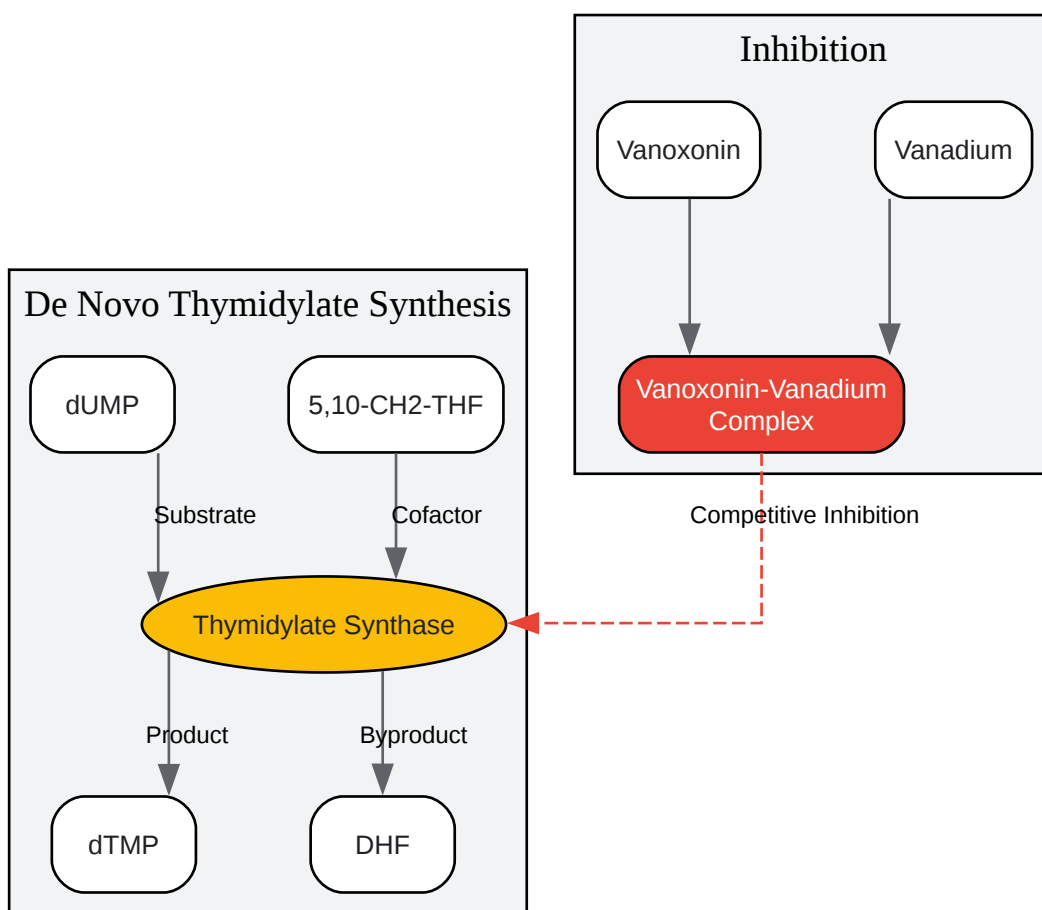 Inhibition
Vanoxonin
Vanadium
Vanoxonin-Vanadium
Complex
Competitive Inhibition
De Novo Thymidylate Synthesis
dUMP
5,10-CH2-THF
Substrate
Cofactor
Thymidylate Synthase
Product
Byproduct
dTMP
DHF